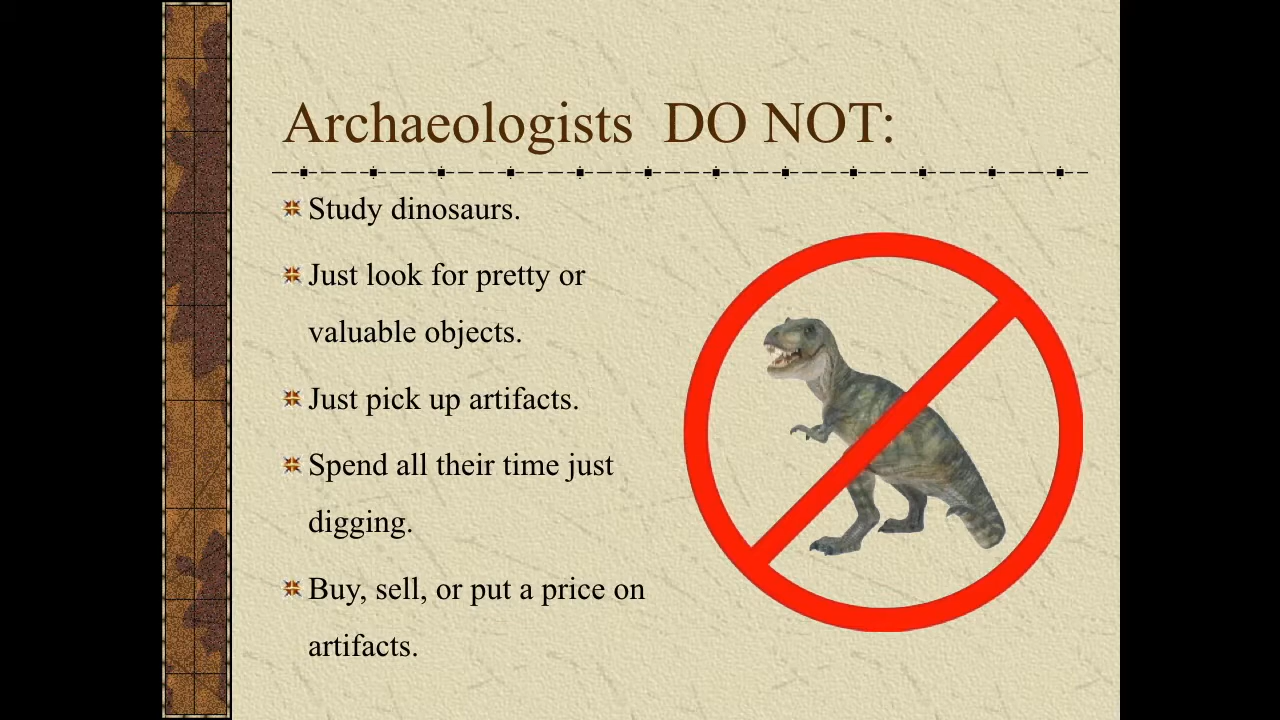 Archaeologists DO NOT:
Study dinosaurs.
Just look for pretty or
valuable objects.
Just pick up artifacts.
Spend all their time just
digging.
Buy, sell, or put a price on
artifacts.